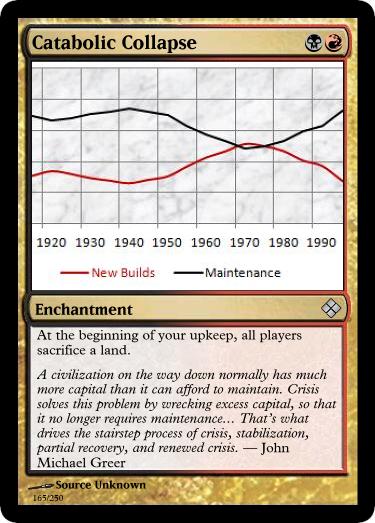 Catabolic Collapse
1920 1930 1940 1950 1960 1970 1980 1990
New Builds Maintenance
Enchantment
At the beginning of your upkeep, all players
sacrifice a land.
A civilization on the way down normally has much
more capital than it can afford to maintain. Crisis
solves this problem by wrecking excess capital, so that
it no longer requires maintenance... That's what
drives the stairstep process of crisis, stabilization,
partial recovery, and renewed crisis. — John
Michael Greer
Source Unknown
165/250